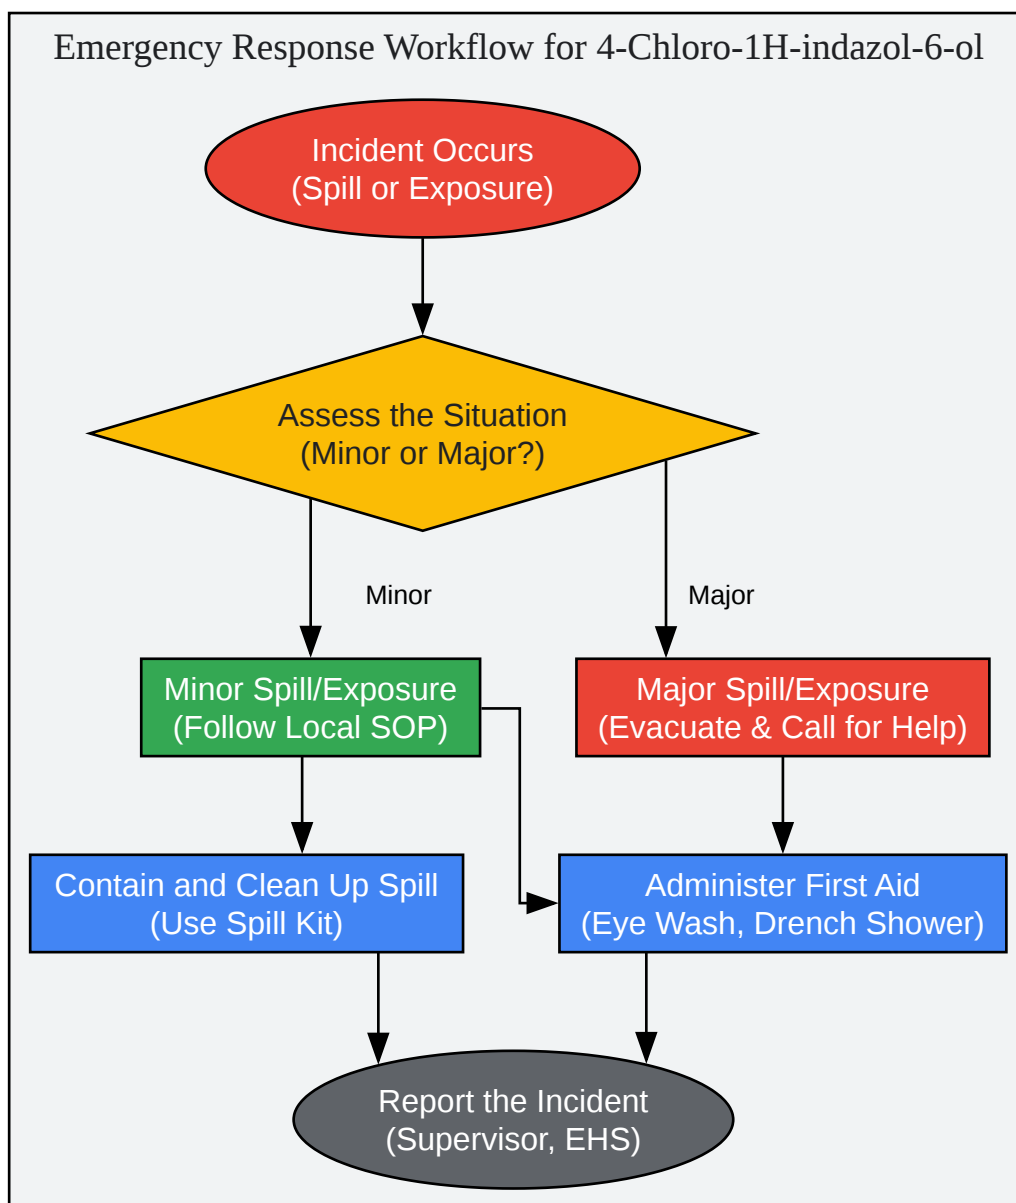 Emergency Response Workflow for 4-Chloro-1H-indazol-6-ol
Incident Occurs
(Spill or Exposure)
Assess the Situation
(Minor or Major?)
Minor
Major
Minor Spill/Exposure
(Follow Local SOP)
Major Spill/Exposure
(Evacuate & Call for Help)
Contain and Clean Up Spill
(Use Spill Kit)
Administer First Aid
(Eye Wash, Drench Shower)
Report the Incident
(Supervisor, EHS)